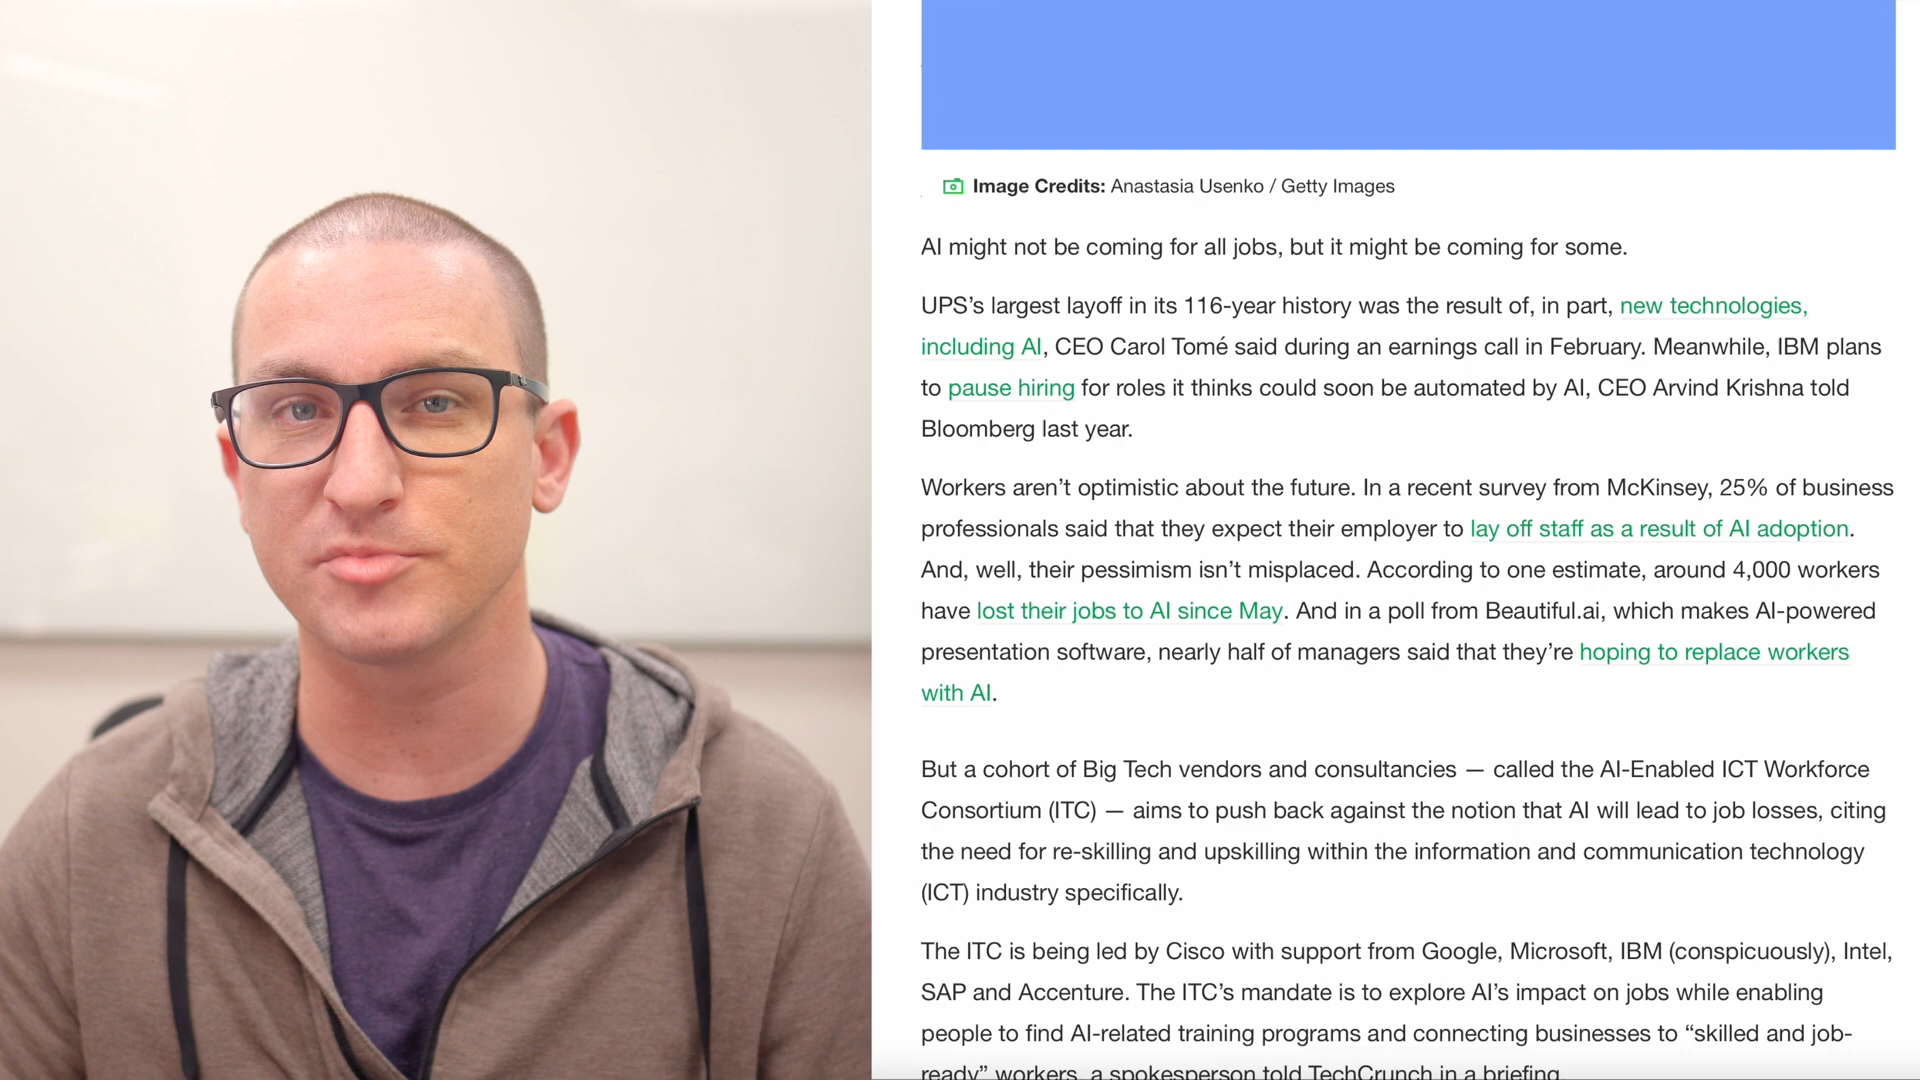 Image Credits: Anastasia Usenko / Getty Images
AI might not be coming for all jobs, but it might be coming for some.
UPS’s largest layoff in its 116-year history was the result of, in part, new technologies,
including AI, CEO Carol Tomé said during an earnings call in February. Meanwhile, IBM plans
to pause hiring for roles it thinks could soon be automated by AI, CEO Arvind Krishna told
Bloomberg last year.
Workers aren’t optimistic about the future. In a recent survey from McKinsey, 25% of business
professionals said that they expect their employer to lay off staff as a result of AI adoption.
And, well, their pessimism isn’t misplaced. According to one estimate, around 4,000 workers
have lost their jobs to AI since May. And in a poll from Beautiful.ai, which makes AI-powered
presentation software, nearly half of managers said that they’re hoping to replace workers
with AI.
But a cohort of Big Tech vendors and consultancies — called the AI-Enabled ICT Workforce
Consortium (ITC) — aims to push back against the notion that AI will lead to job losses, citing
the need for re-skilling and upskilling within the information and communication technology
(ICT) industry specifically.
The ITC is being led by Cisco with support from Google, Microsoft, IBM (conspicuously), Intel,
SAP and Accenture. The ITC’s mandate is to explore AI’s impact on jobs while enabling
people to find AI-related training programs and connecting businesses to “skilled and job-
ready” workers, a spokesperson told TechCrunch in a briefing.